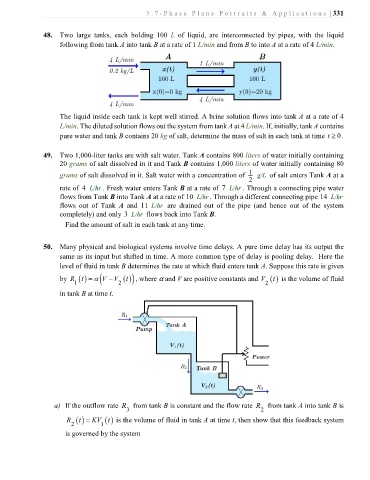 3.7-Phase Plane Portraits & Applications | 331
48. Two large tanks, each holding 100 L of liquid, are interconnected by pipes, with the liquid
following from tank A into tank B at a rate of 1 L/min and from B to into A at a rate of 4 L/min.
A B
4 L/min 1 L/min
0.2 kg/L x(t) y(t)
100 L 100 L
x(0)=0 kg y(0)=20 kg
4 L/min 4 L/min
The liquid inside each tank is kept well stirred. A brine solution flows into tank A at a rate of 4
L/min. The diluted solution flows out the system from tank A at 4 L/min. If, initially, tank A contains
pure water and tank B contains 20 kg of salt, determine the mass of salt in each tank at time t ≥ 0.
49. Two 1,000-liter tanks are with salt water. Tank A contains 800 liters of water initially containing
20 grams of salt dissolved in it and Tank B contains 1,000 liters of water initially containing 80
grams of salt dissolved in it. Salt water with a concentration of 1/2 g/L of salt enters Tank A at a
rate of 4 L/hr. Fresh water enters Tank B at a rate of 7 L/hr. Through a connecting pipe water
flows from Tank B into Tank A at a rate of 10 L/hr. Through a different connecting pipe 14 L/hr
flows out of Tank A and 11 L/hr are drained out of the pipe (and hence out of the system
completely) and only 3 L/hr flows back into Tank B.
Find the amount of salt in each tank at any time.
50. Many physical and biological systems involve time delays. A pure time delay has its output the
same as its input but shifted in time. A more common type of delay is pooling delay. Here the
level of fluid in tank B determines the rate at which fluid enters tank A. Suppose this rate is given
by R₁(t) = α(V − V₂(t)), where α and V are positive constants and V₂(t) is the volume of fluid
in tank B at time t.
R₁
Pump
Tank A
V₁(t)
Power
R₂ Tank B
V₂(t) R₃
a) If the outflow rate R₃ from tank B is constant and the flow rate R₂ from tank A into tank B is
R₂(t) = KV₁(t) is the volume of fluid in tank A at time t, then show that this feedback system
is governed by the system